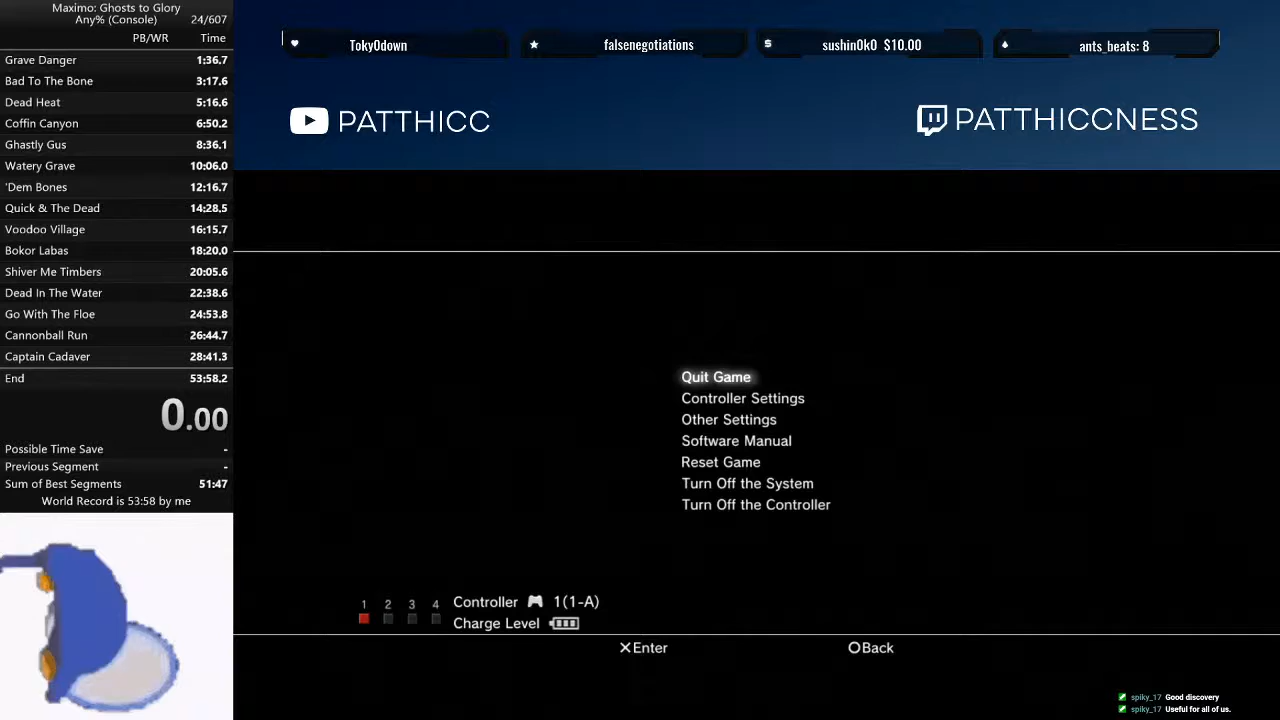 Maximo: Ghosts to Glory
Any% (Console) 24/607
PB/WR Time
Grave Danger 1:36.7
Bad To The Bone 3:17.6
Dead Heat 5:16.6
Coffin Canyon 6:50.2
Ghastly Gus 8:36.1
Watery Grave 10:06.0
'Dem Bones 12:16.7
Quick & The Dead 14:28.5
Voodoo Village 16:15.7
Bokor Labas 18:20.0
Shiver Me Timbers 20:05.6
Dead In The Water 22:38.6
Go With The Floe 24:53.8
Cannonball Run 26:44.7
Captain Cadaver 28:41.3
End 53:58.2
0.00
Possible Time Save -
Previous Segment -
Sum of Best Segments 51:47
World Record is 53:58 by me
Toky0down
falsenegotiations
$ sushin0k0 $10.00
ants_beats: 8
PATTHICC
PATTHICCNESS
Quit Game
Controller Settings
Other Settings
Software Manual
Reset Game
Turn Off the System
Turn Off the Controller
1 2 3 4 Controller 1(1-A)
Charge Level
Enter
Back
spiky_17 Good discovery
spiky_17 Useful for all of us.